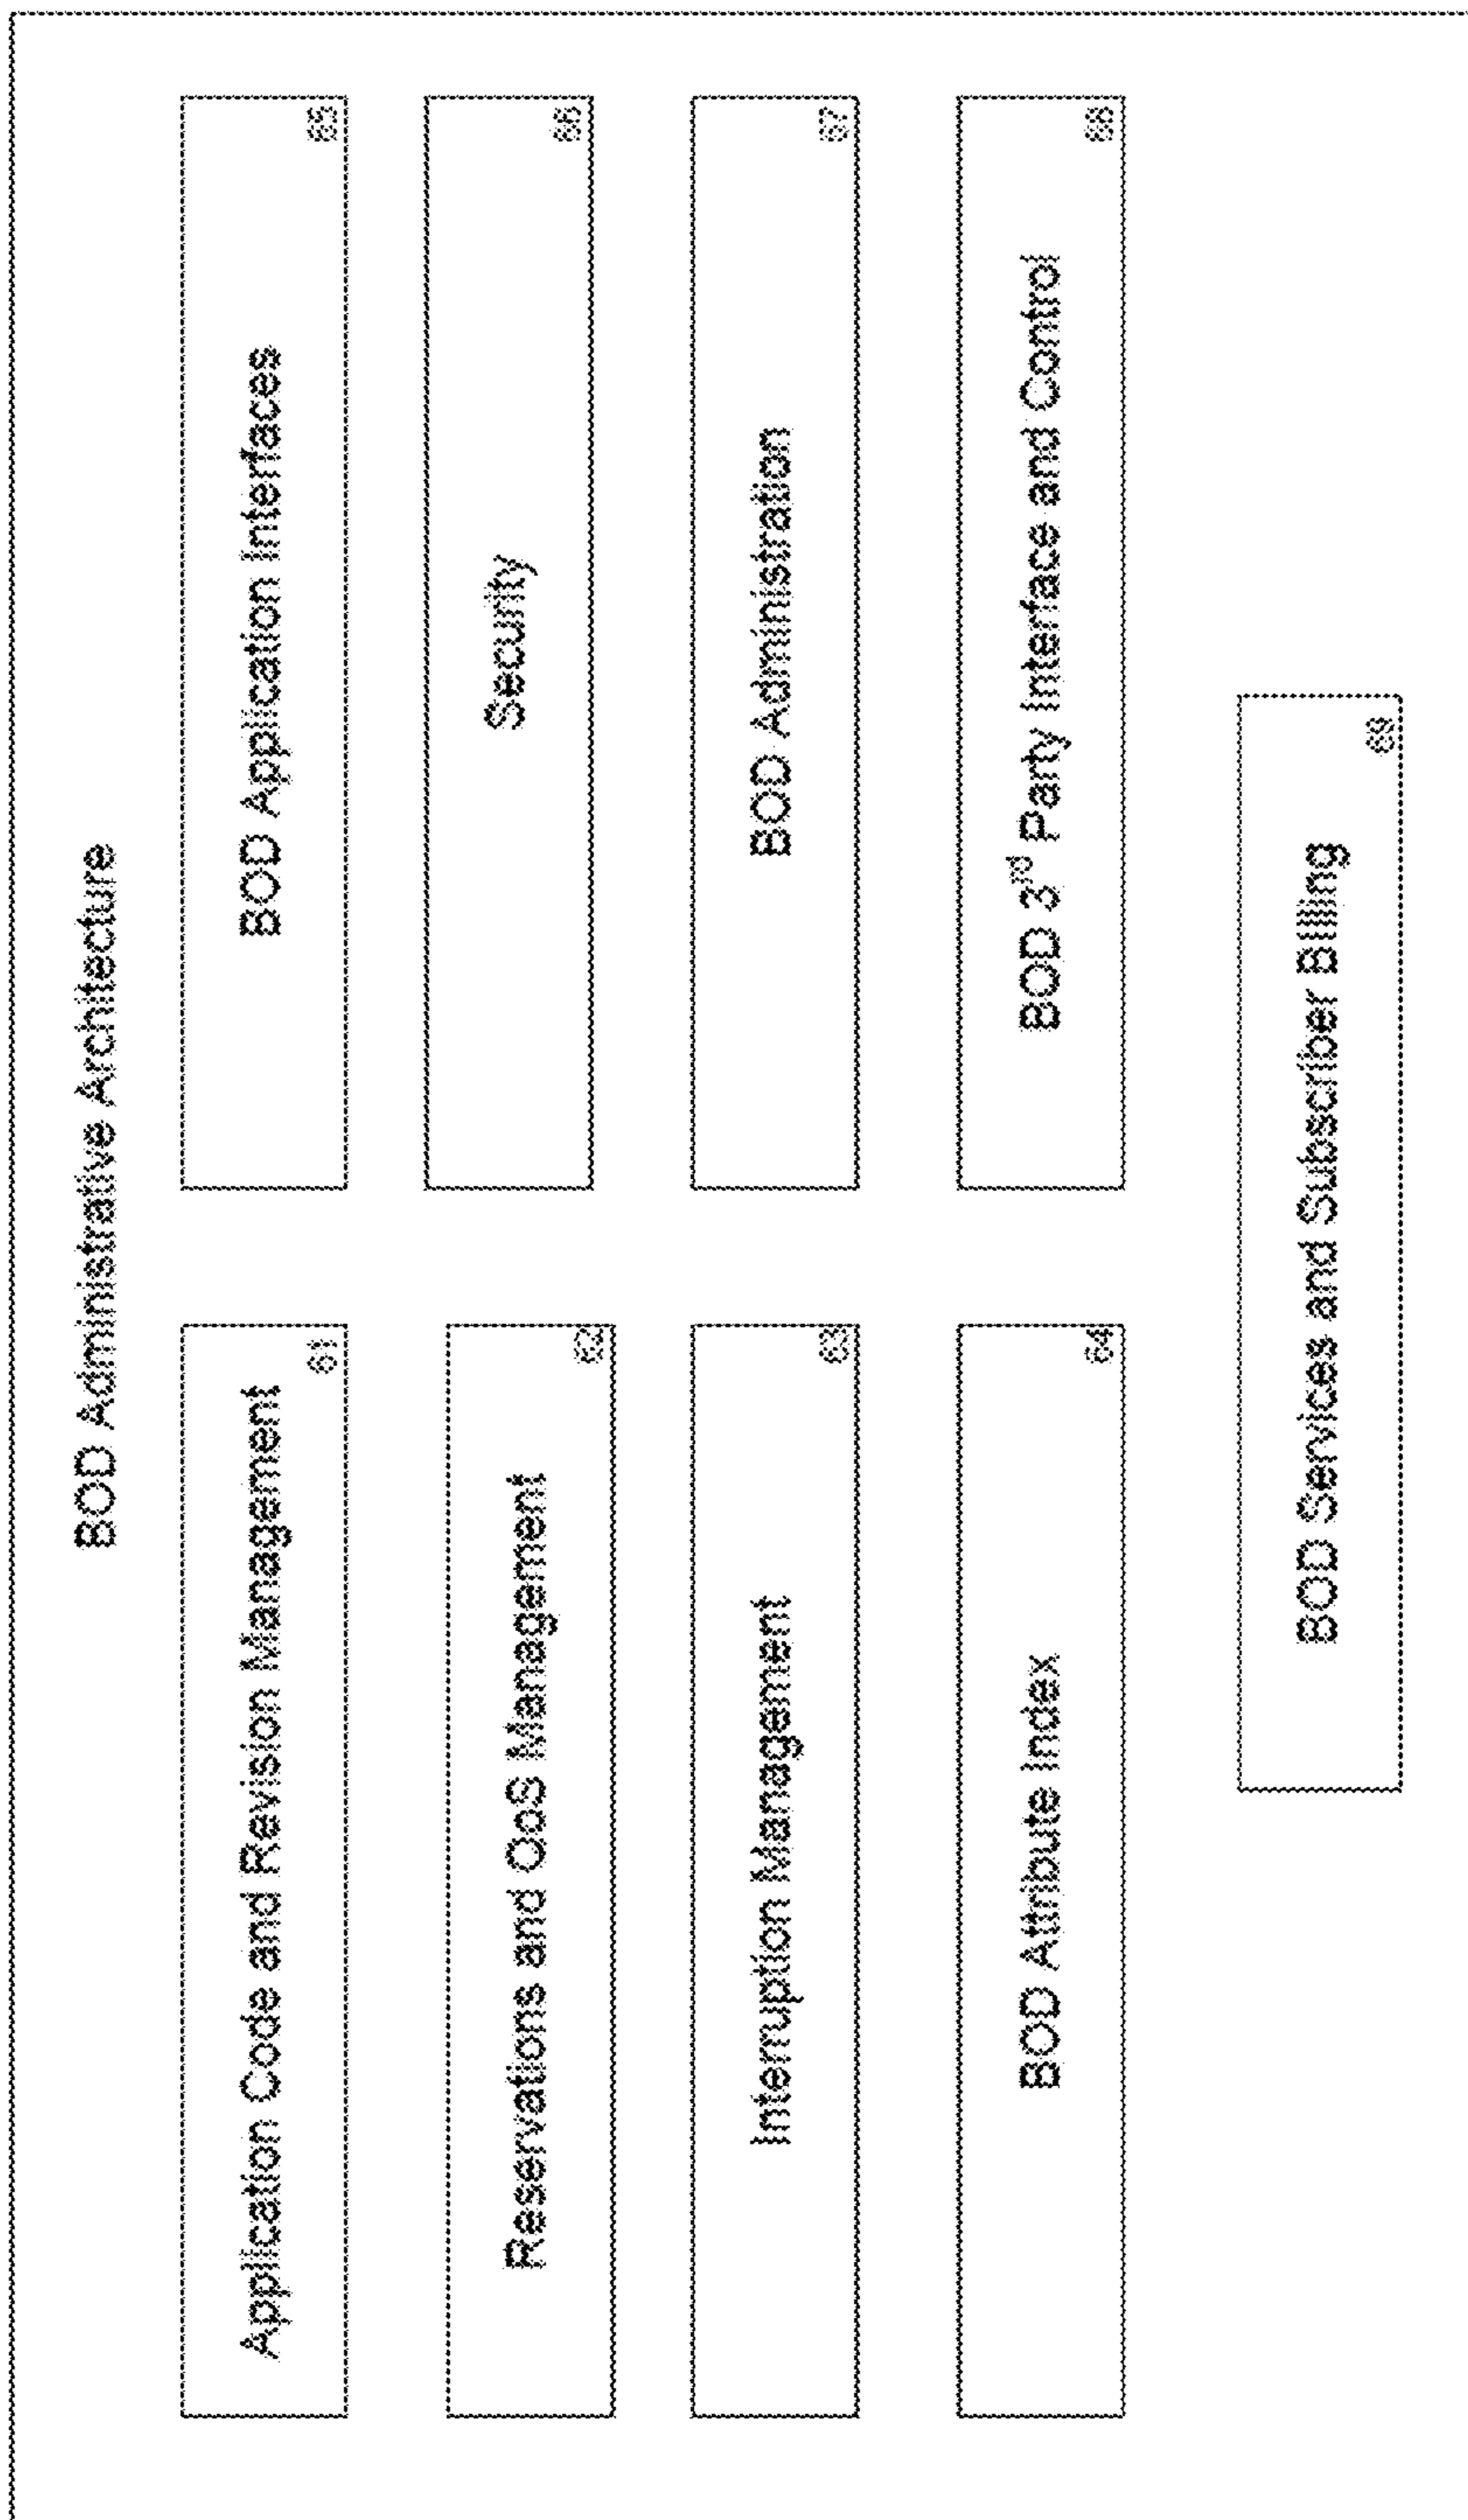 BOD Administrative Architecture
Application Code and Revision Management
61
BOD Application Interfaces
65
Reservations and QoS Management
62
Security
66
Interruption Management
63
BOD Administration
67
BOD Attribute Index
64
BOD 3rd Party Interface and Control
68
BOD Services and Subscriber Billing
69